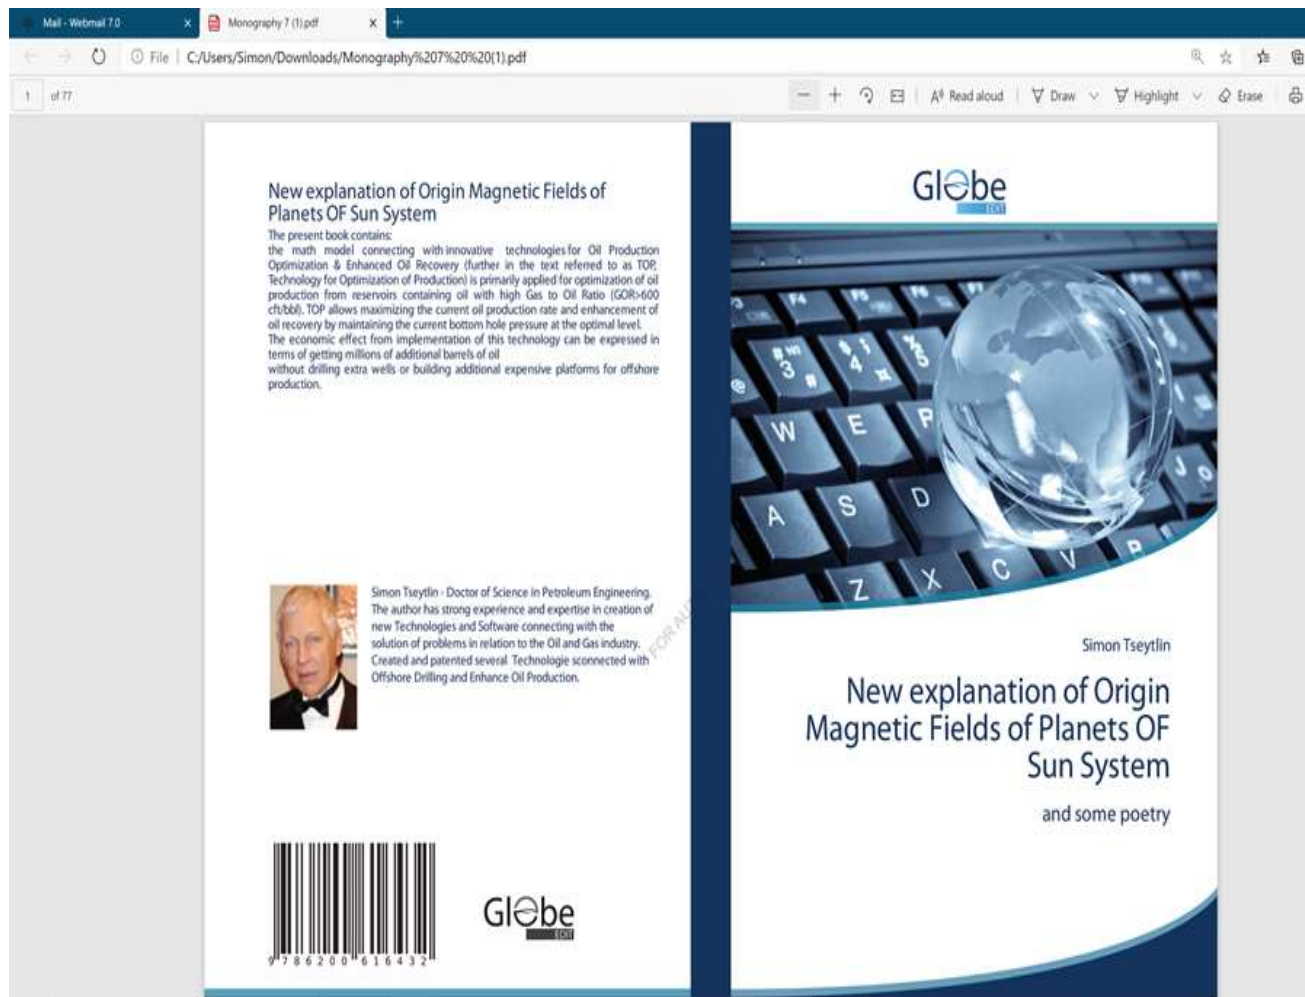 Mail - Webmail 7.0
Monography 7 (1).pdf
File
C:/Users/Simon/Downloads/Monography%207%20%20(1).pdf
1 of 77
Read aloud
Draw
Highlight
Erase
New explanation of Origin Magnetic Fields of
Planets OF Sun System
The present book contains:
the math model connecting with innovative technologies for Oil Production
Optimization & Enhanced Oil Recovery (further in the text referred to as TOP,
Technology for Optimization of Production) is primarily applied for optimization of oil
production from reservoirs containing oil with high Gas to Oil Ratio (GOR>600
cft/bbl). TOP allows maximizing the current oil production rate and enhancement of
oil recovery by maintaining the current bottom hole pressure at the optimal level.
The economic effect from implementation of this technology can be expressed in
terms of getting millions of additional barrels of oil
without drilling extra wells or building additional expensive platforms for offshore
production.
Simon Tseytlin - Doctor of Science in Petroleum Engineering.
The author has strong experience and expertise in creation of
new Technologies and Software connecting with the
solution of problems in relation to the Oil and Gas industry.
Created and patented several Technologie sconnected with
Offshore Drilling and Enhance Oil Production.
FOR
9 786200 616432
Globe
EDIT
Globe
EDIT
F4
# 3 #
$ 4
% 5
@
W E
A S D
Z X C V
Simon Tseytlin
New explanation of Origin
Magnetic Fields of Planets OF
Sun System
and some poetry